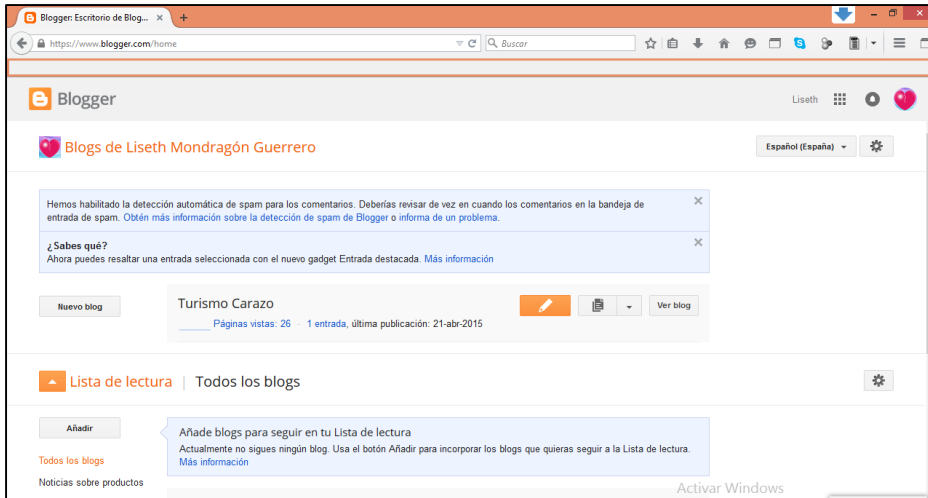 Blogger: Escritorio de Blog... × +
https://www.blogger.com/home
Buscar
Blogger
Liseth
Blogs de Liseth Mondragón Guerrero
Español (España)
Hemos habilitado la detección automática de spam para los comentarios. Deberías revisar de vez en cuando los comentarios en la bandeja de
entrada de spam. Obtén más información sobre la detección de spam de Blogger o informa de un problema.
¿Sabes qué?
Ahora puedes resaltar una entrada seleccionada con el nuevo gadget Entrada destacada. Más información
Nuevo blog
Turismo Carazo
Ver blog
Páginas vistas: 26 - 1 entrada, última publicación: 21-abr-2015
Lista de lectura | Todos los blogs
Añadir
Añade blogs para seguir en tu Lista de lectura
Actualmente no sigues ningún blog. Usa el botón Añadir para incorporar los blogs que quieras seguir a la Lista de lectura.
Más información
Todos los blogs
Noticias sobre productos
Activar Windows